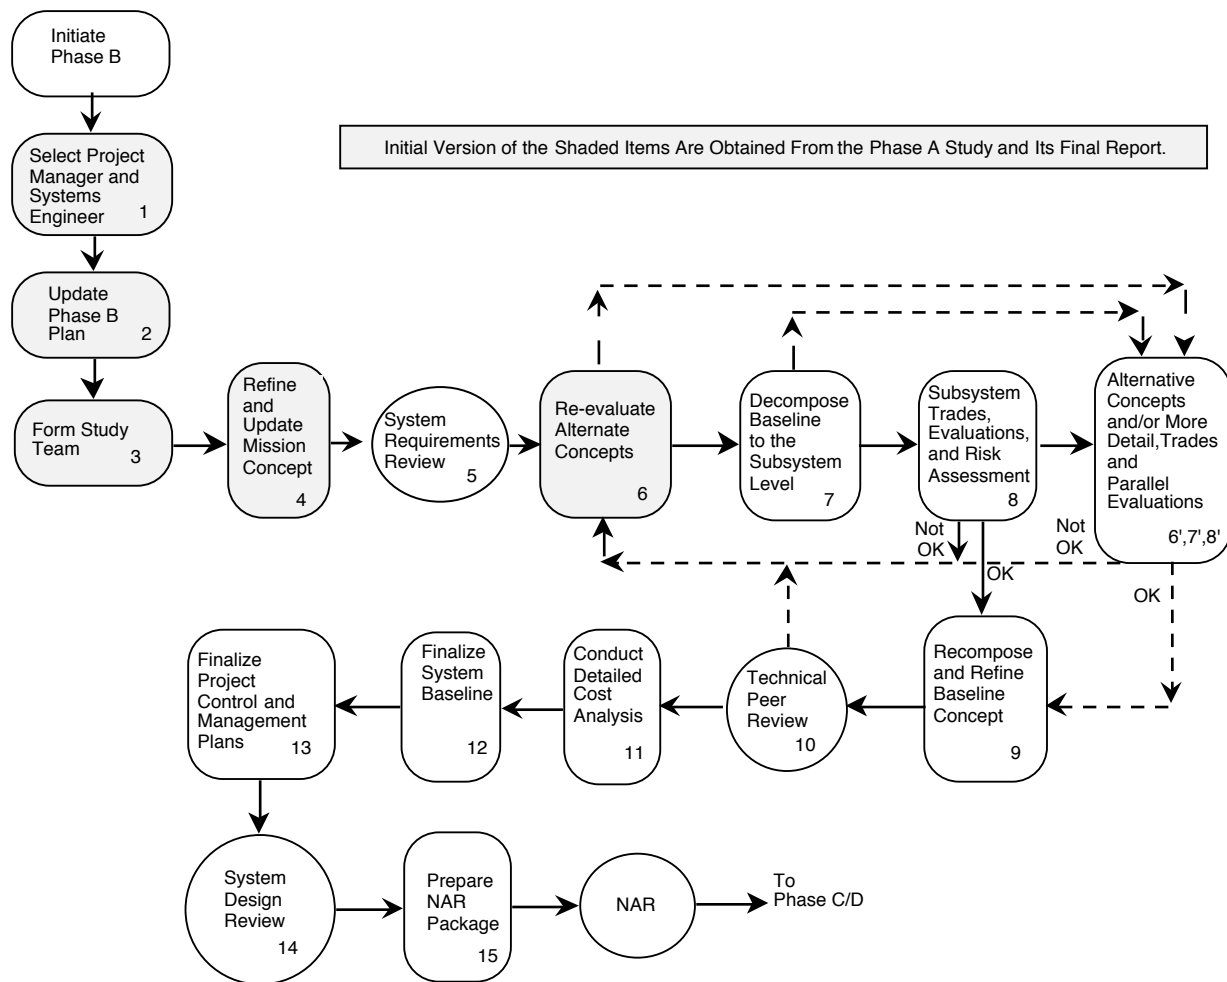 Initiate
Phase B
Initial Version of the Shaded Items Are Obtained From the Phase A Study and Its Final Report.
Select Project
Manager and
Systems
Engineer
1
Update
Phase B
Plan
2
Form Study
Team
3
Refine
and
Update
Mission
Concept
4
System
Requirements
Review
5
Re-evaluate
Alternate
Concepts
6
Decompose
Baseline
to the
Subsystem
Level
7
Subsystem
Trades,
Evaluations,
and Risk
Assessment
8
Alternative
Concepts
and/or More
Detail,Trades
and
Parallel
Evaluations
6',7',8'
Not
OK
OK
Not
OK
OK
Recompose
and Refine
Baseline
Concept
9
Technical
Peer
Review
10
Conduct
Detailed
Cost
Analysis
11
Finalize
System
Baseline
12
Finalize
Project
Control and
Management
Plans
13
System
Design
Review
14
Prepare
NAR
Package
15
NAR
To
Phase C/D